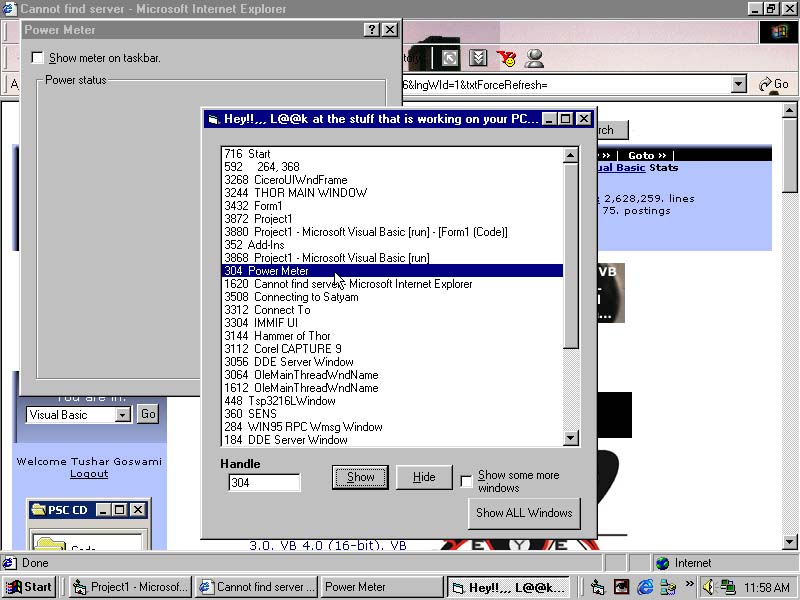 Cannot find server - Microsoft Internet Explorer
Power Meter
Show meter on taskbar.
Power status
6&lngWId=1&txtForceRefresh=
Go
Hey!!,,, L@@k at the stuff that is working on your PC...
716 Start
592 264, 368
3268 CiceroUIWndFrame
3244 THOR MAIN WINDOW
3432 Form1
3872 Project1
3880 Project1 - Microsoft Visual Basic [run] - [Form1 (Code)]
352 Add-Ins
3868 Project1 - Microsoft Visual Basic [run]
304 Power Meter
1620 Cannot find server - Microsoft Internet Explorer
3508 Connecting to Satyam
3312 Connect To
3304 IMMIF UI
3144 Hammer of Thor
3112 Corel CAPTURE 9
3056 DDE Server Window
3064 OleMainThreadWndName
1612 OleMainThreadWndName
448 Tsp3216LWindow
360 SENS
284 WIN95 RPC Wmsg Window
184 DDE Server Window
Handle
304
Show
Hide
Show some more
windows
Show ALL Windows
rch
» | Goto » |
ual Basic Stats
2,628,259. lines
75. postings
VB
You are in:
Visual Basic
Go
Welcome Tushar Goswami
Logout
PSC CD
3.0, VB 4.0 (16-bit), VB
Done
Internet
Start
Project1 - Microsof...
Cannot find server ...
Power Meter
Hey!!,,, L@@k...
»
11:58 AM